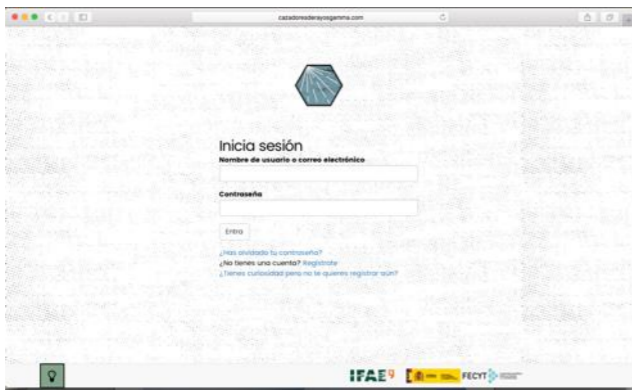 cazadoresderayosgamma.com
Inicia sesión
Nombre de usuario o correo electrónico
Contraseña
Entra
¿Has olvidado tu contraseña?
¿No tienes una cuenta? Regístrate
¿Tienes curiosidad pero no te quieres registrar aún?
IFAE
FECYT